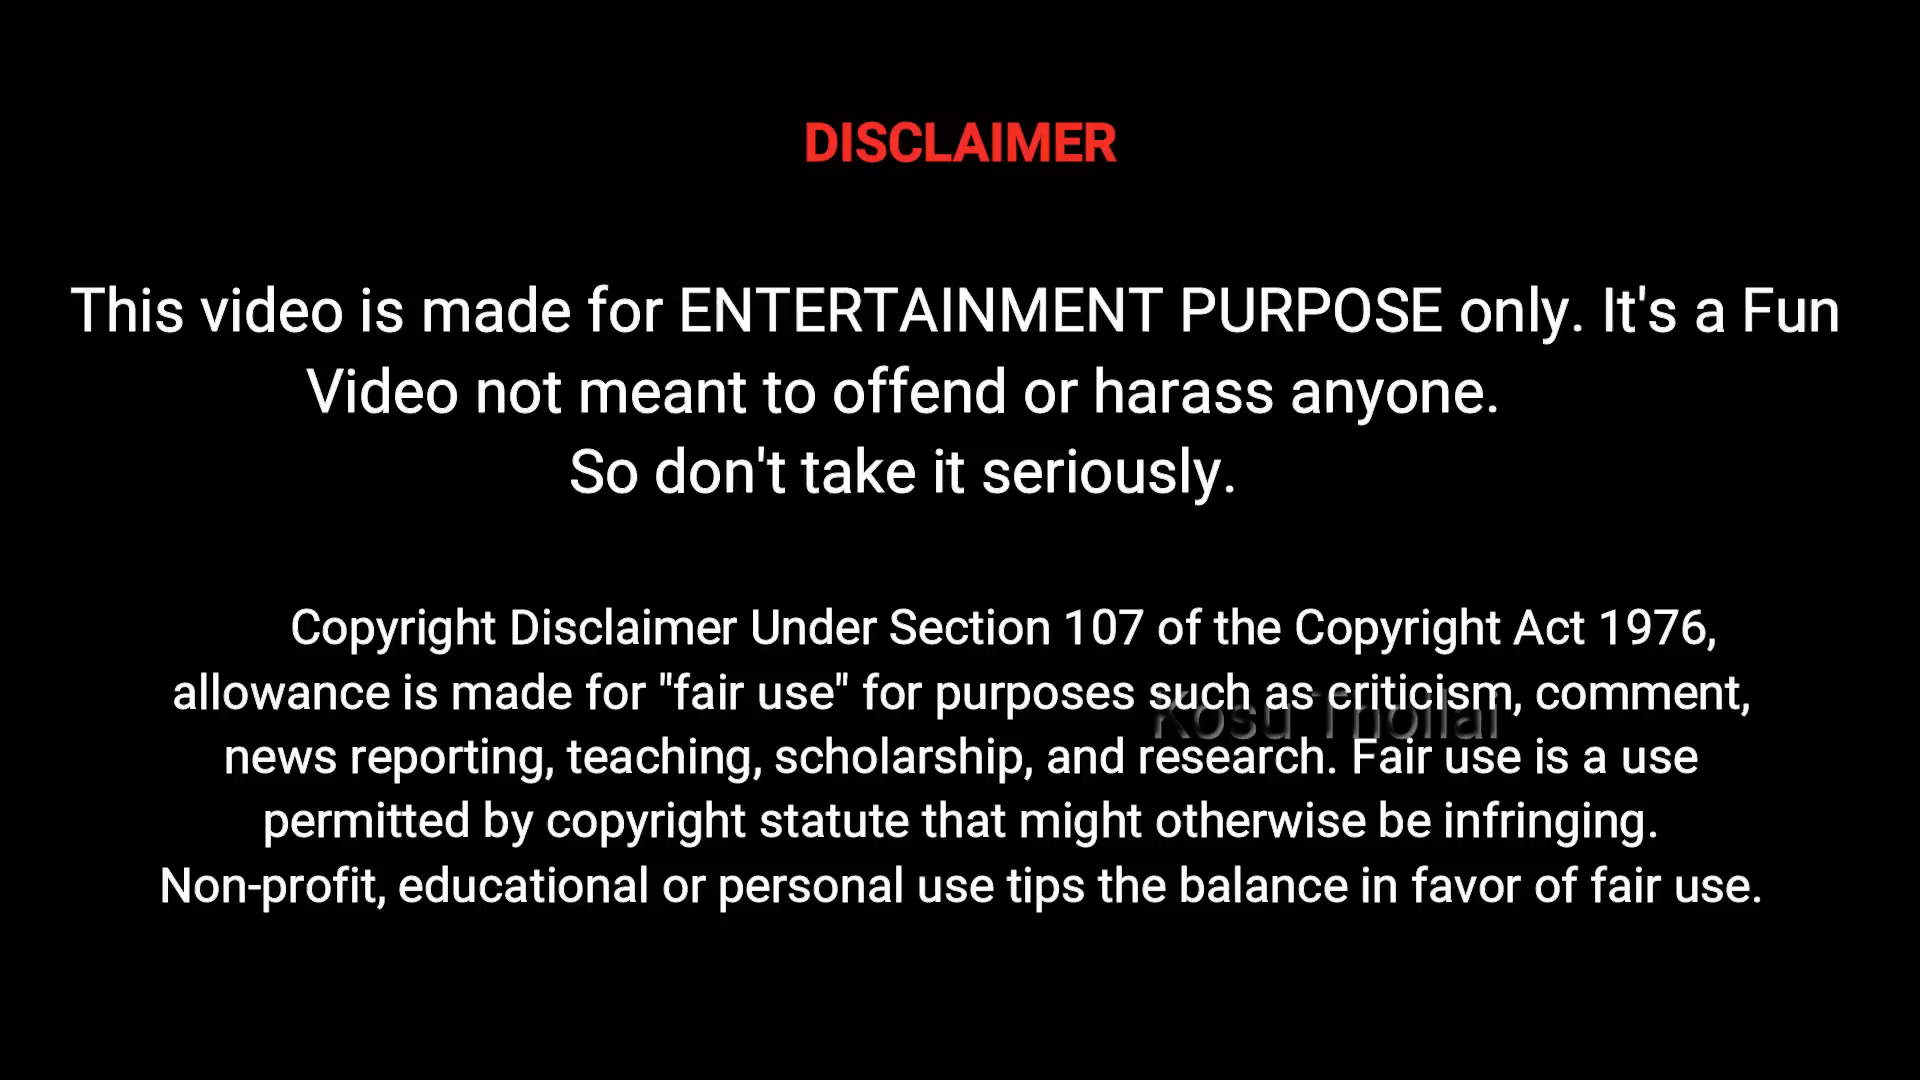 DISCLAIMER
This video is made for ENTERTAINMENT PURPOSE only. It's a Fun
Video not meant to offend or harass anyone.
So don't take it seriously.
Copyright Disclaimer Under Section 107 of the Copyright Act 1976,
allowance is made for "fair use" for purposes such as criticism, comment,
Kosu Thollai
news reporting, teaching, scholarship, and research. Fair use is a use
permitted by copyright statute that might otherwise be infringing.
Non-profit, educational or personal use tips the balance in favor of fair use.